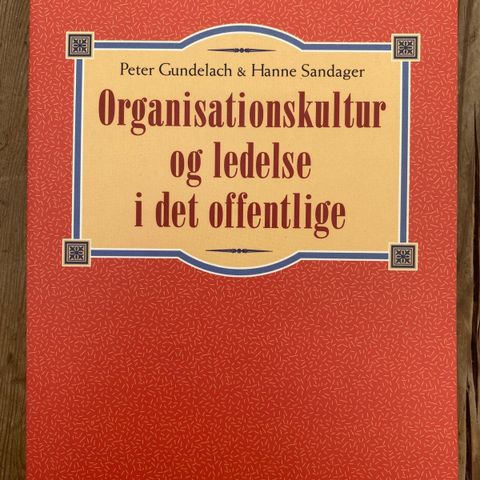 Peter Gundelach & Hanne Sandager
Organisationskultur
og ledelse
i det offentlige